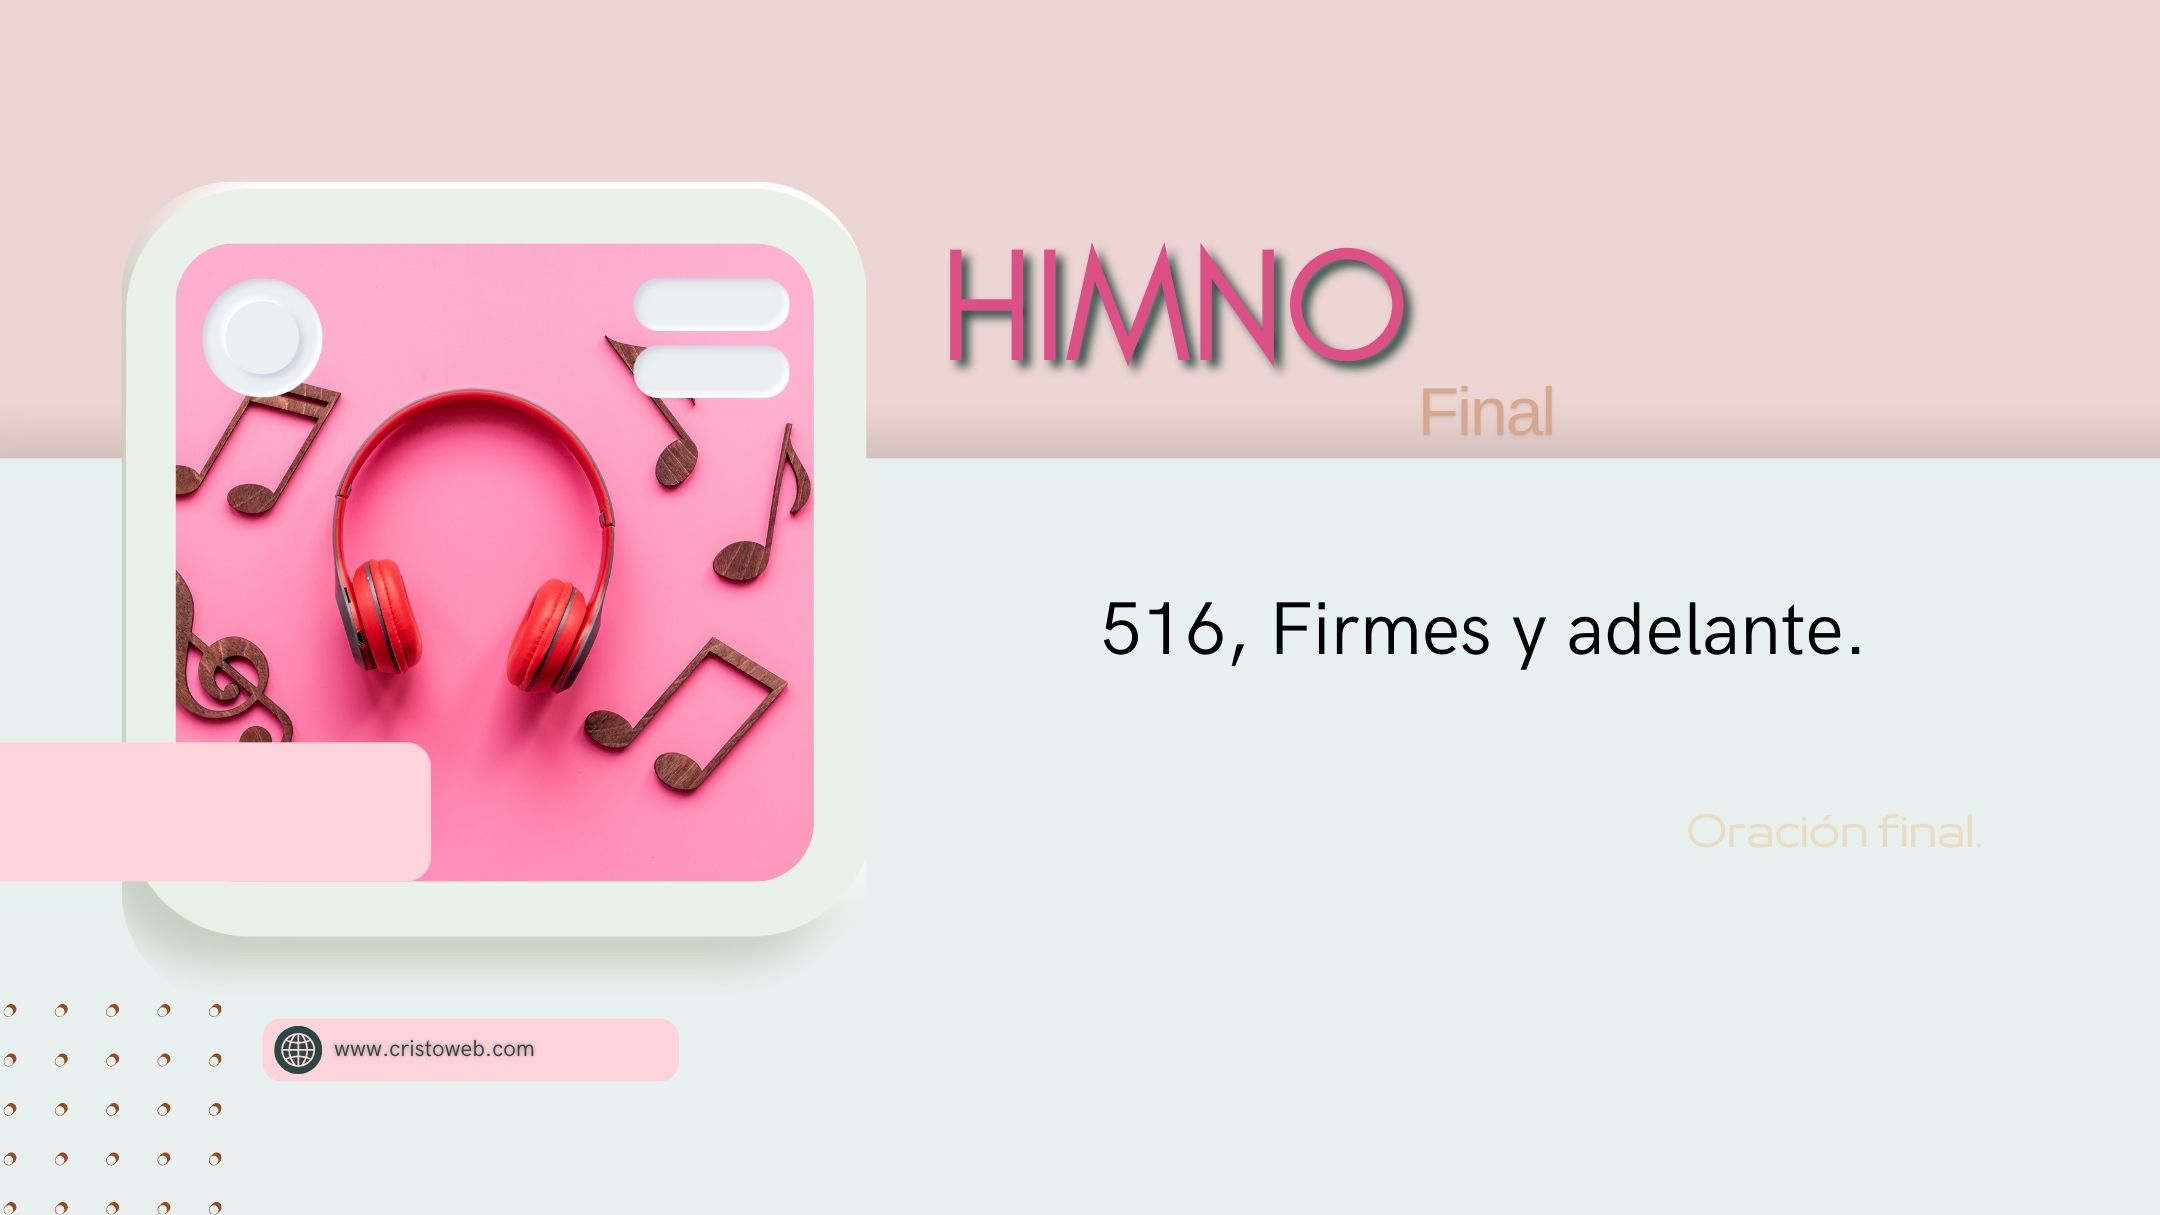 HIMNO
Final
516, Firmes y adelante.
Oración final.
www.cristoweb.com